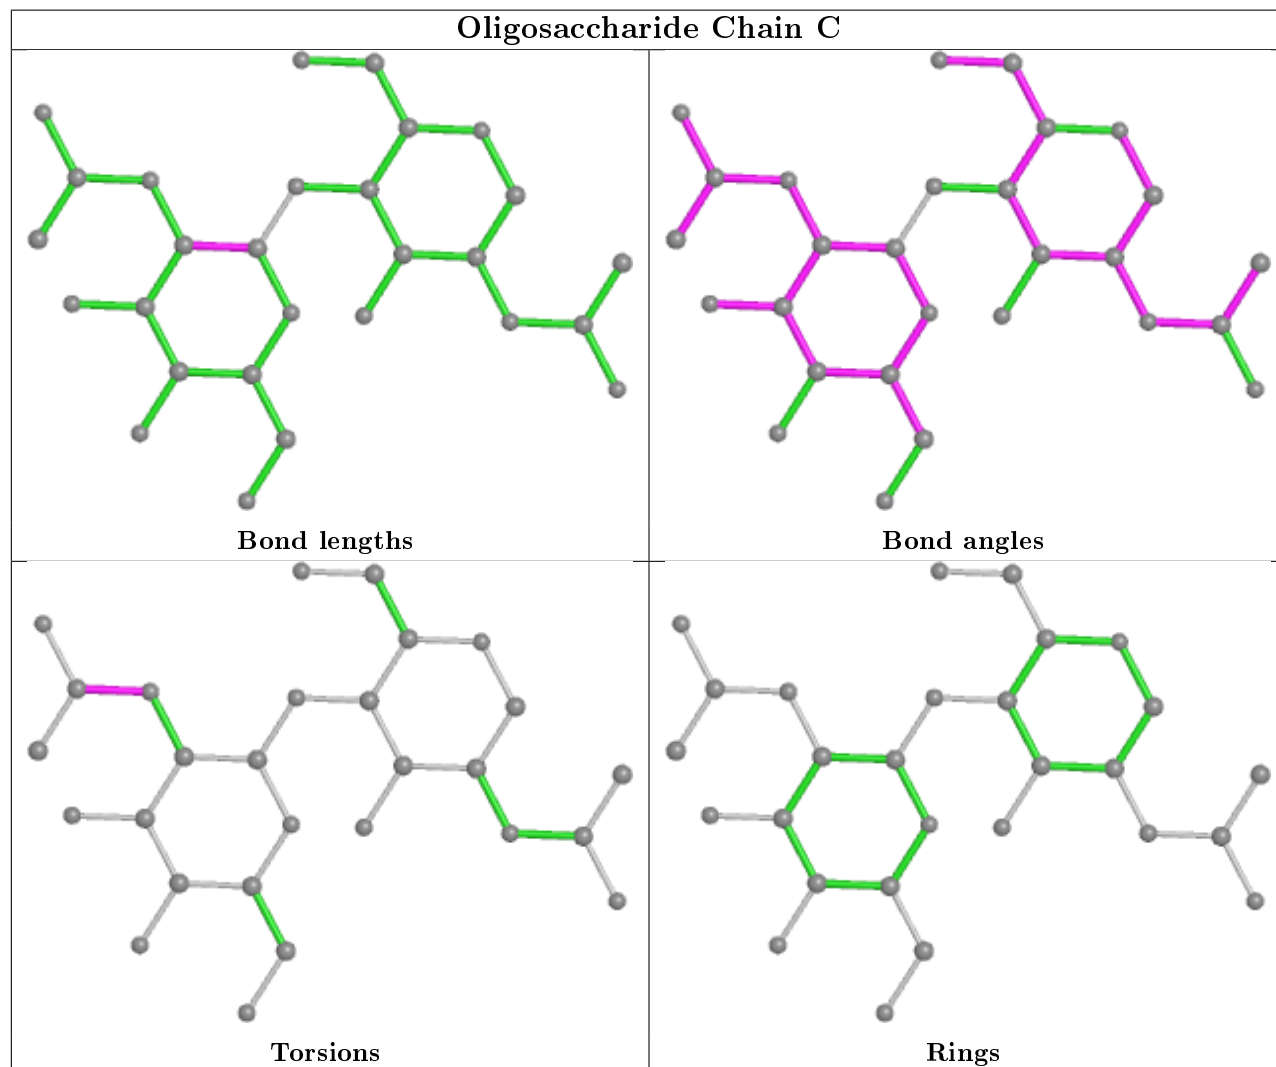 Oligosaccharide Chain C
Bond lengths
Bond angles
Torsions
Rings